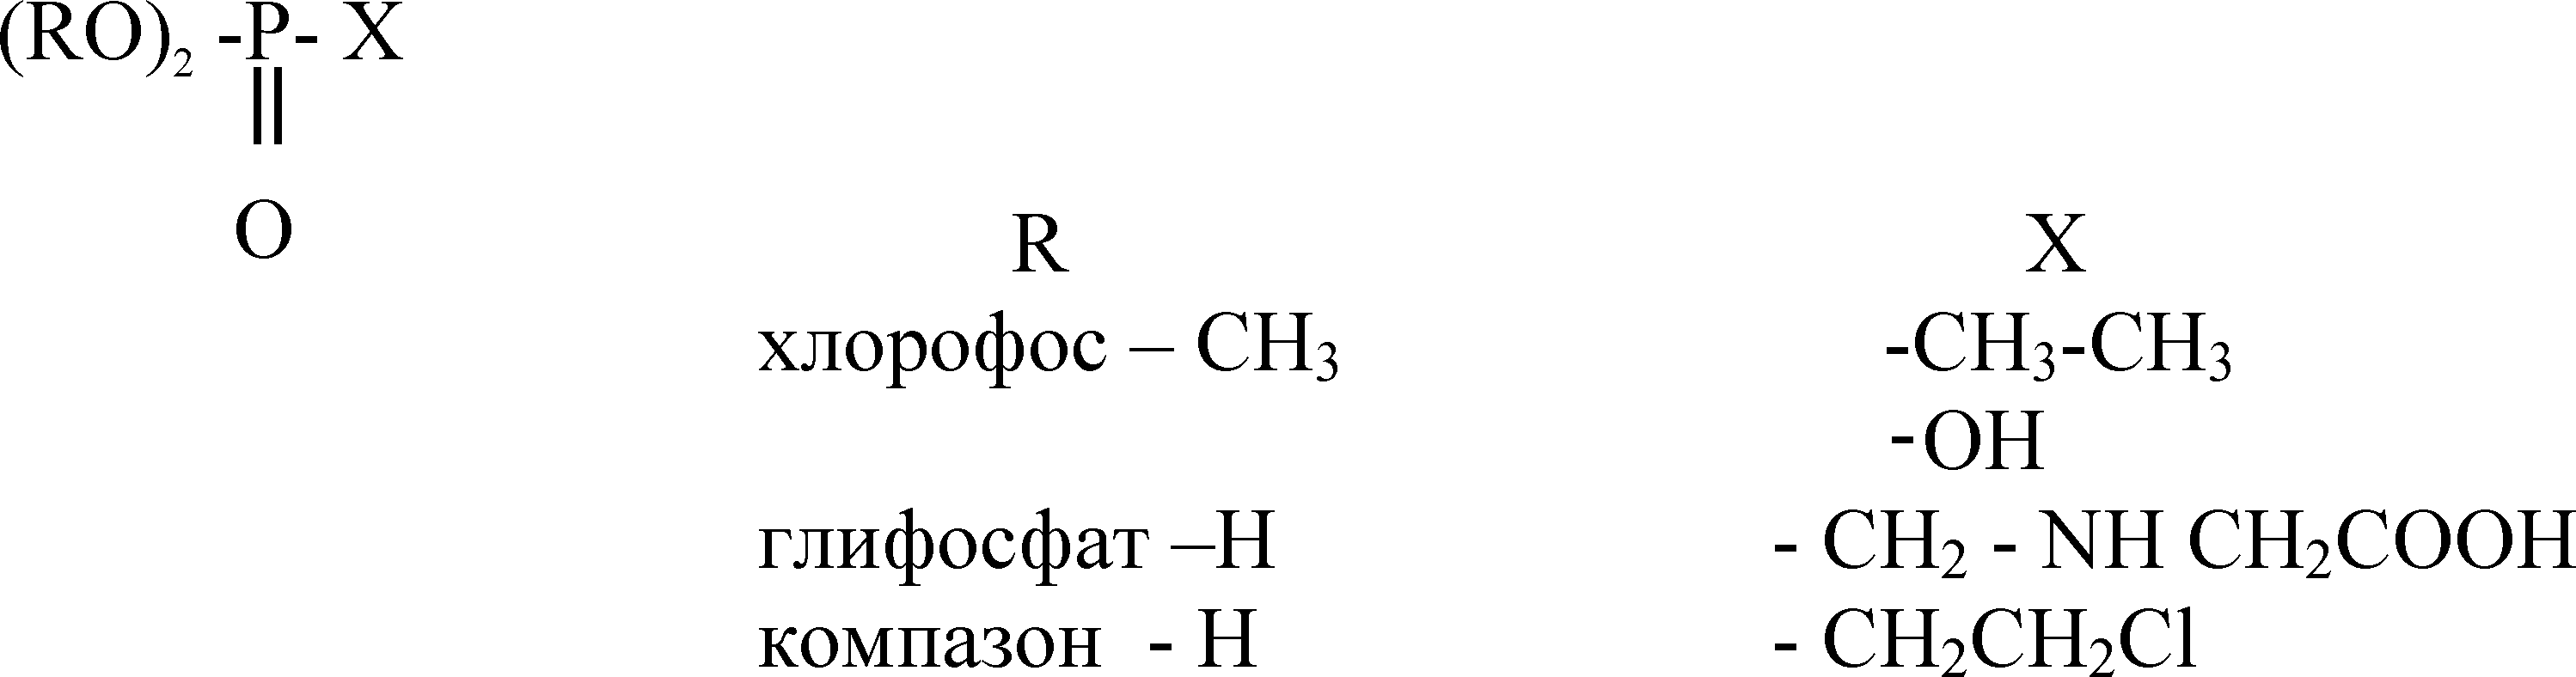 (RO)₂ -P- X
||
O
R X
хлорофос – CH₃ -CH₃-CH₃
-OH
глифосфат –H - CH₂ - NH CH₂COOH
компазон - H - CH₂CH₂Cl